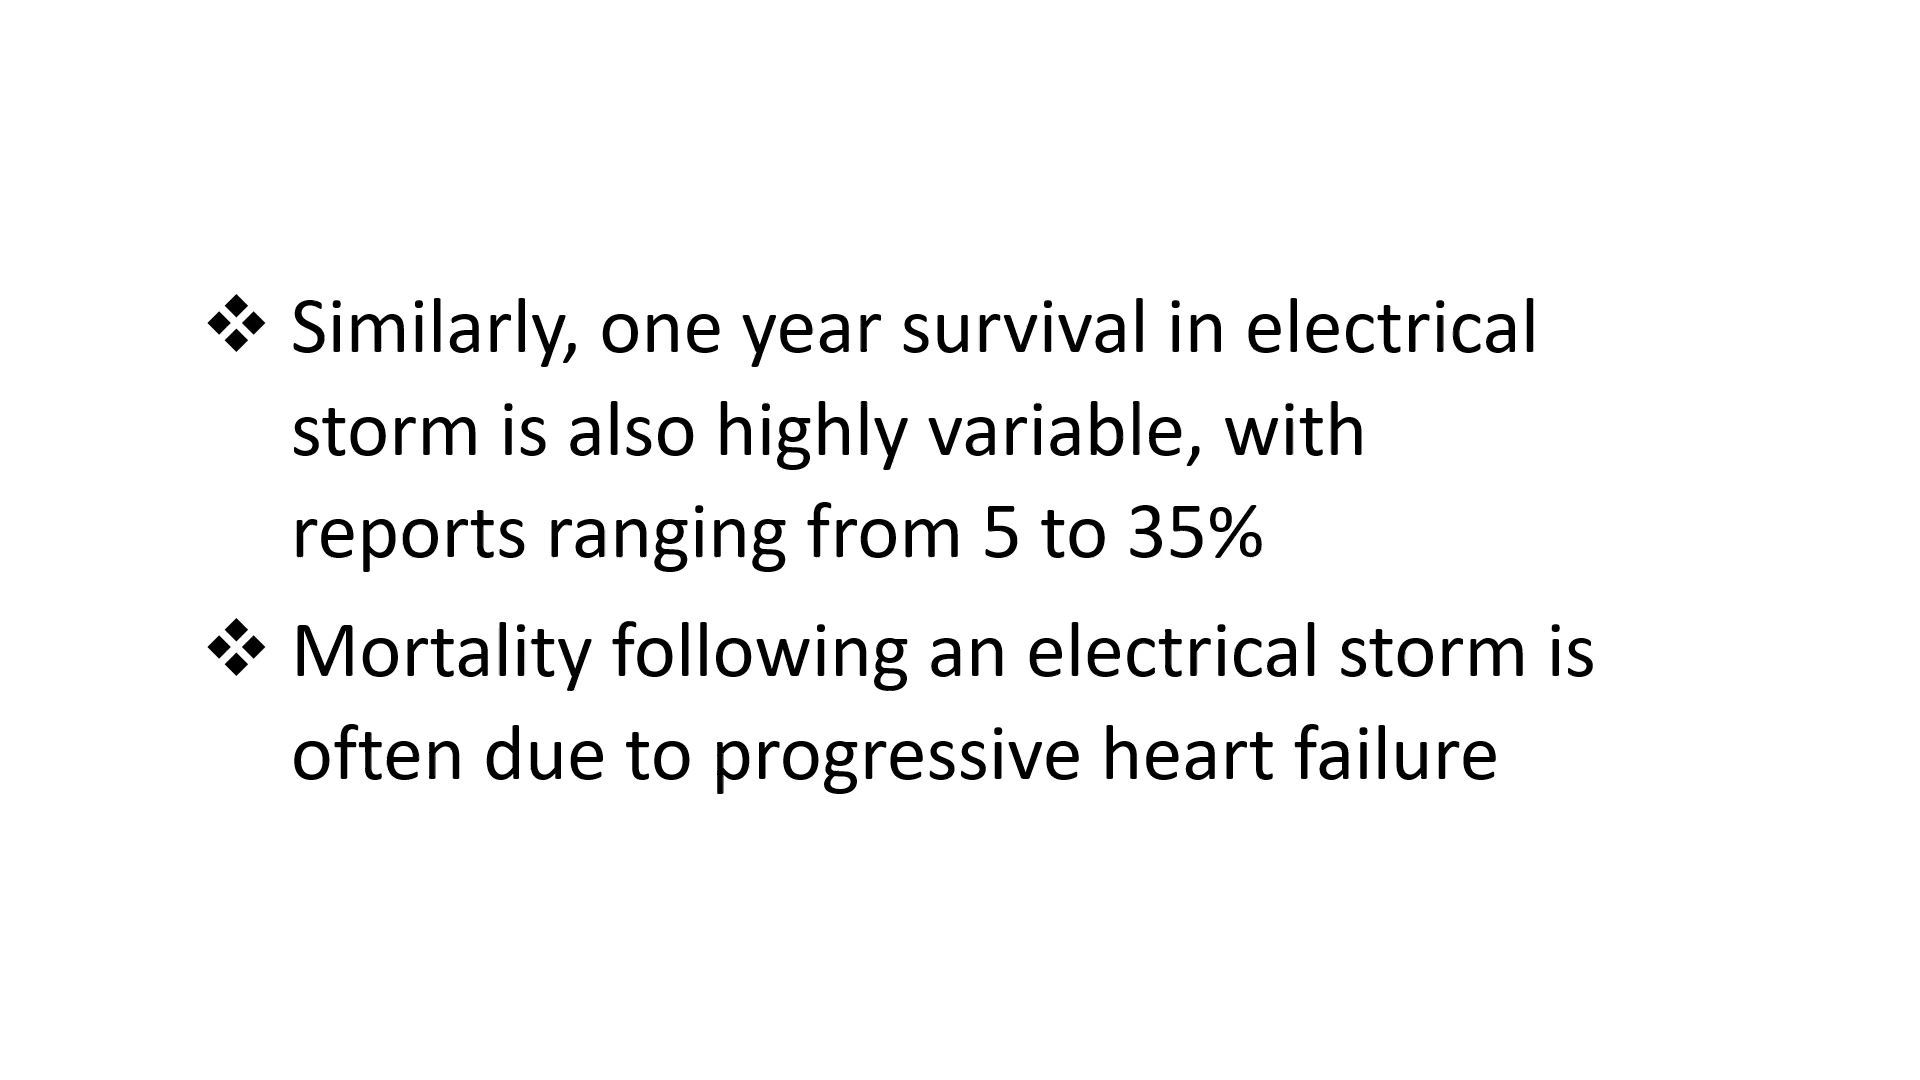 ❖ Similarly, one year survival in electrical
storm is also highly variable, with
reports ranging from 5 to 35%
❖ Mortality following an electrical storm is
often due to progressive heart failure